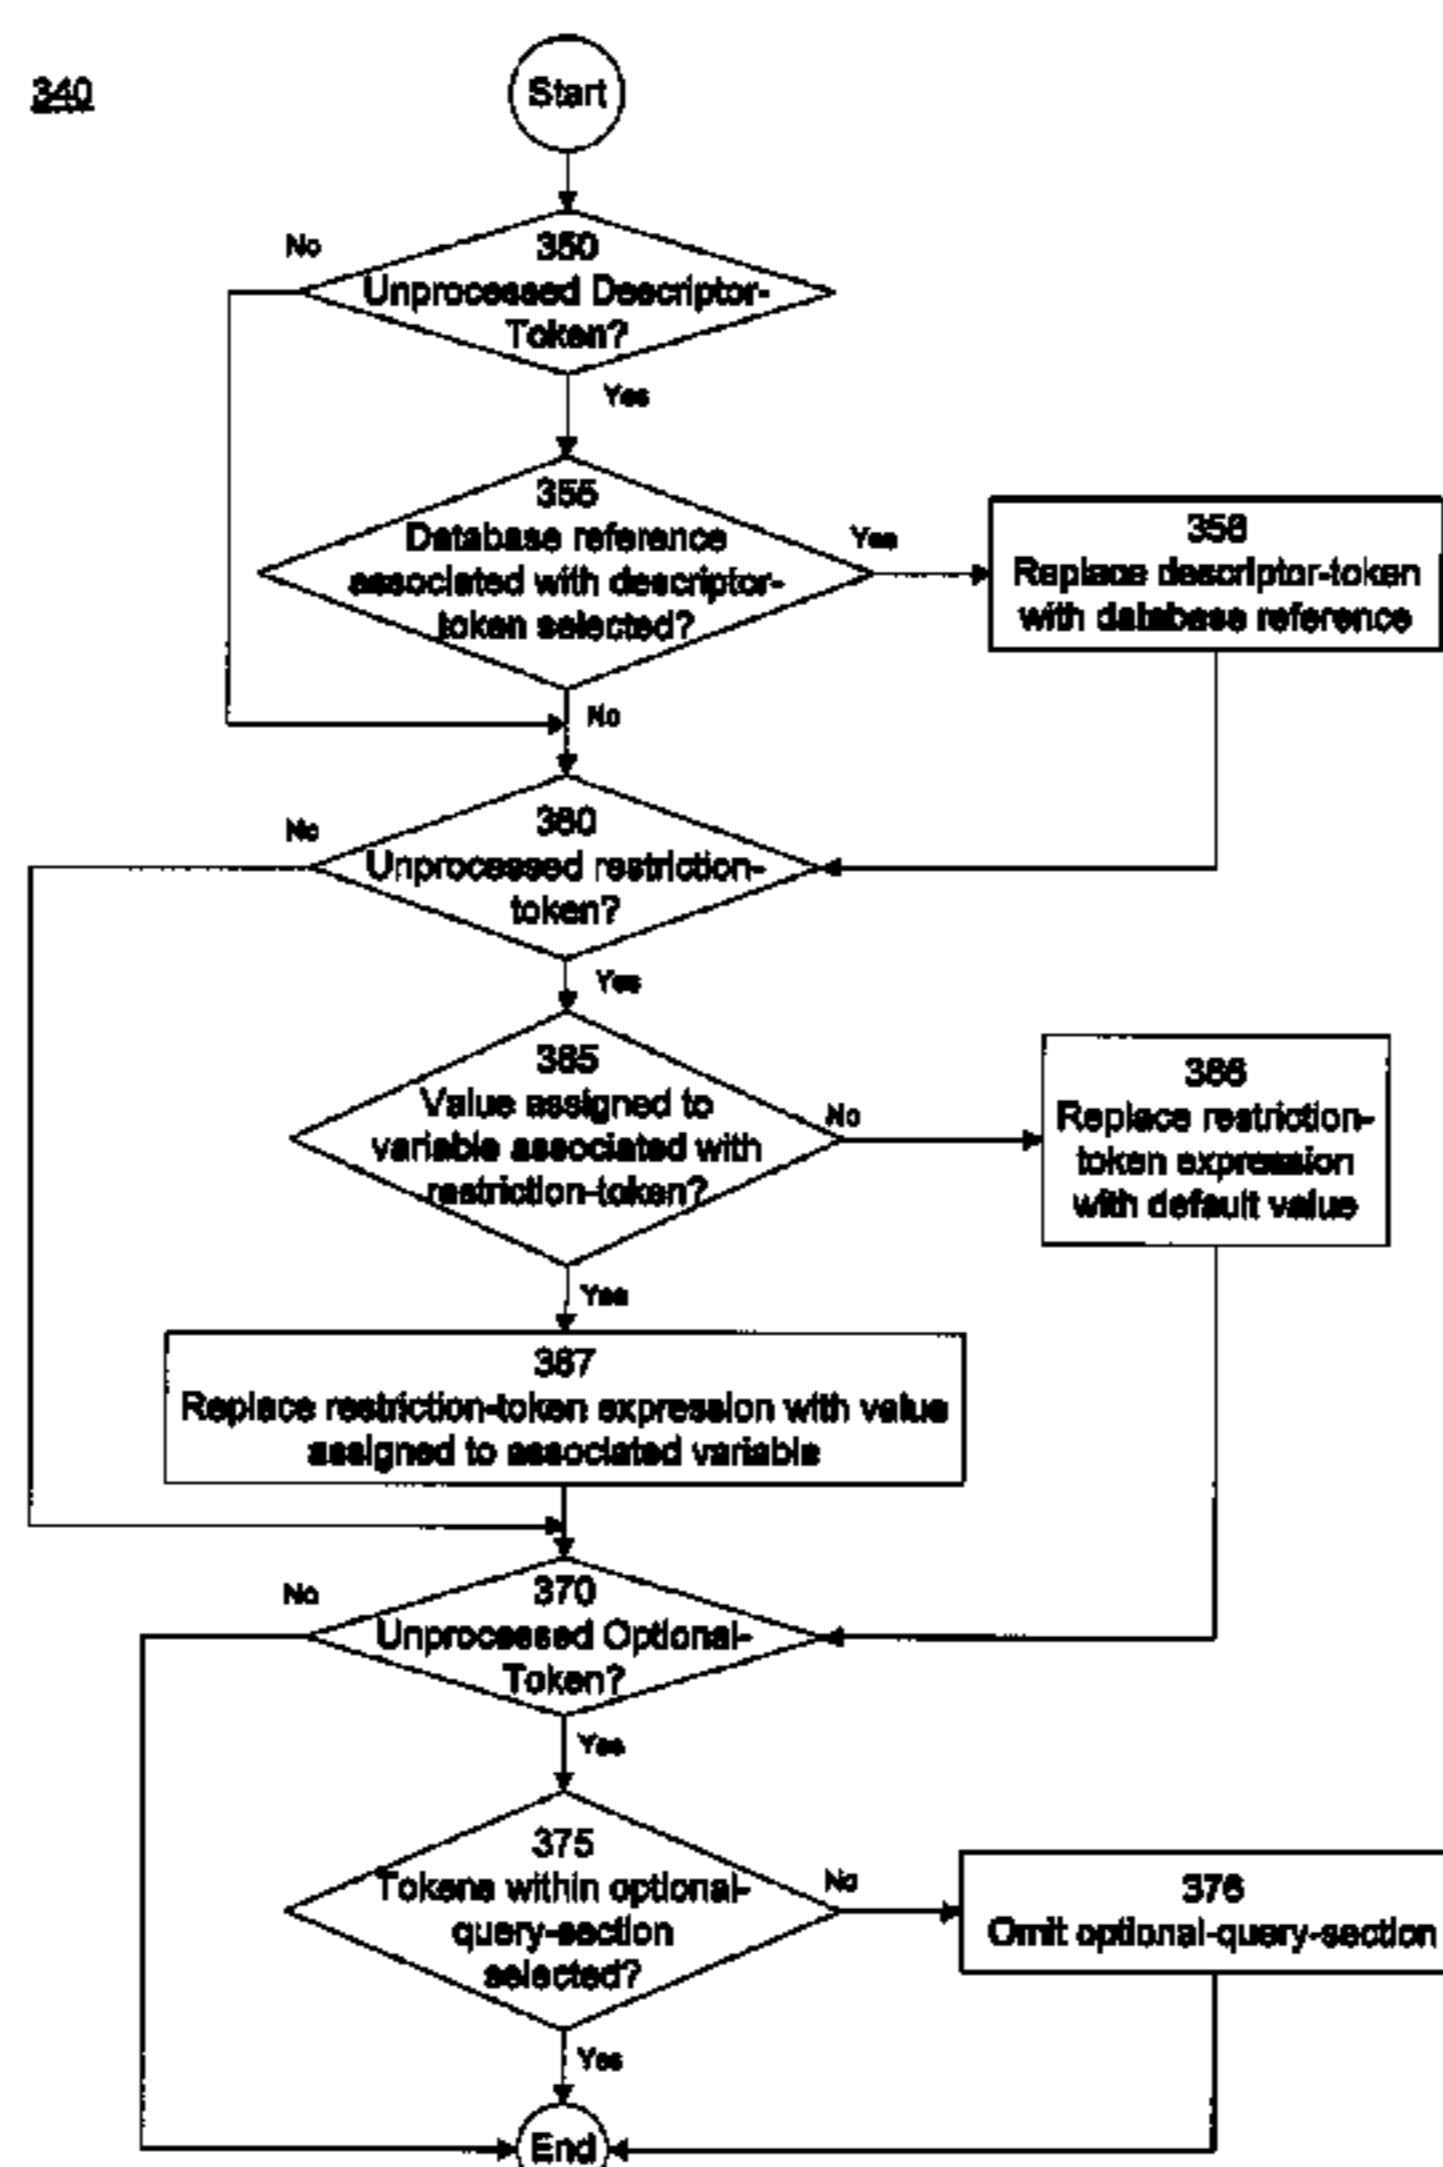 340
Start
No
350
Unprocessed Descriptor-
Token?
Yes
355
Database reference
associated with descriptor-
token selected?
Yes
356
Replace descriptor-token
with database reference
No
No
360
Unprocessed restriction-
token?
Yes
365
Value assigned to
variable associated with
restriction-token?
No
366
Replace restriction-
token expression
with default value
Yes
367
Replace restriction-token expression with value
assigned to associated variable
No
370
Unprocessed Optional-
Token?
Yes
375
Tokens within optional-
query-section
selected?
No
376
Omit optional-query-section
Yes
End